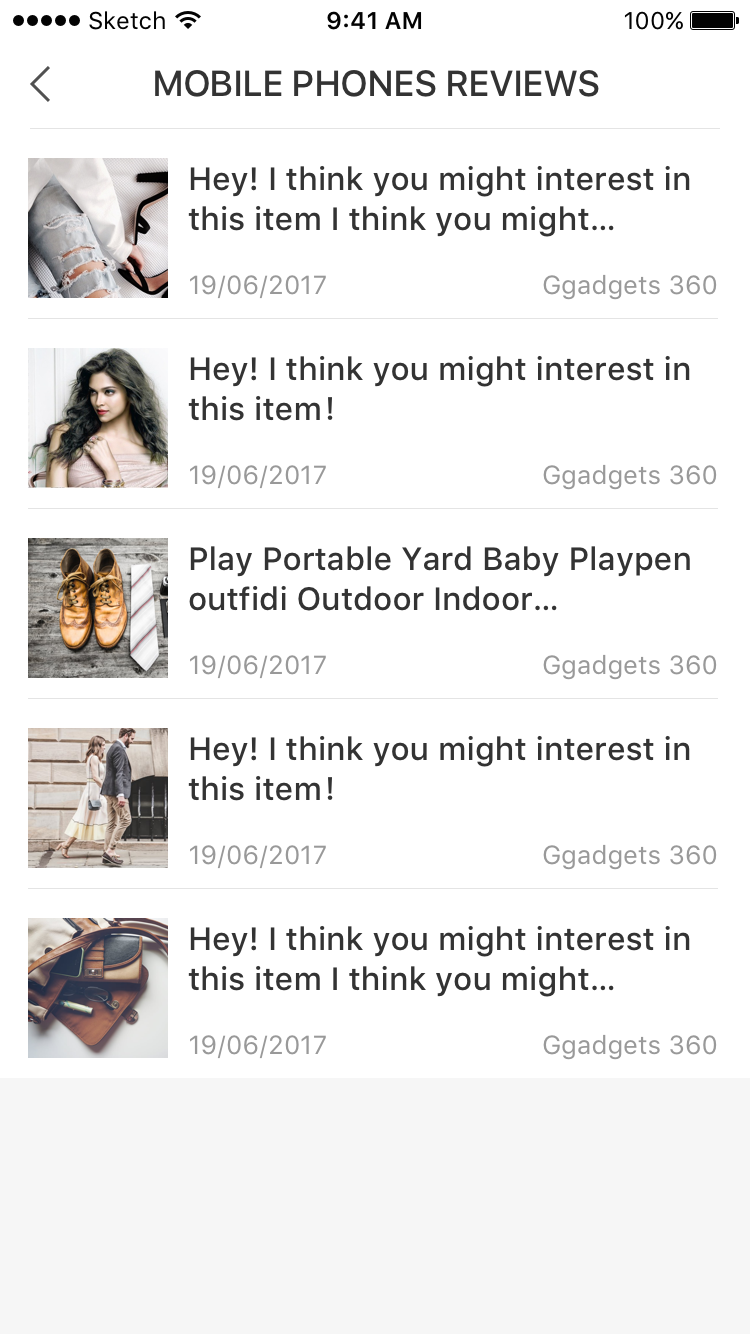 Sketch 9:41 AM 100%
MOBILE PHONES REVIEWS
Hey! I think you might interest in
this item I think you might...
19/06/2017 Ggadgets 360
Hey! I think you might interest in
this item!
19/06/2017 Ggadgets 360
Play Portable Yard Baby Playpen
outfidi Outdoor Indoor...
19/06/2017 Ggadgets 360
Hey! I think you might interest in
this item!
19/06/2017 Ggadgets 360
Hey! I think you might interest in
this item I think you might...
19/06/2017 Ggadgets 360